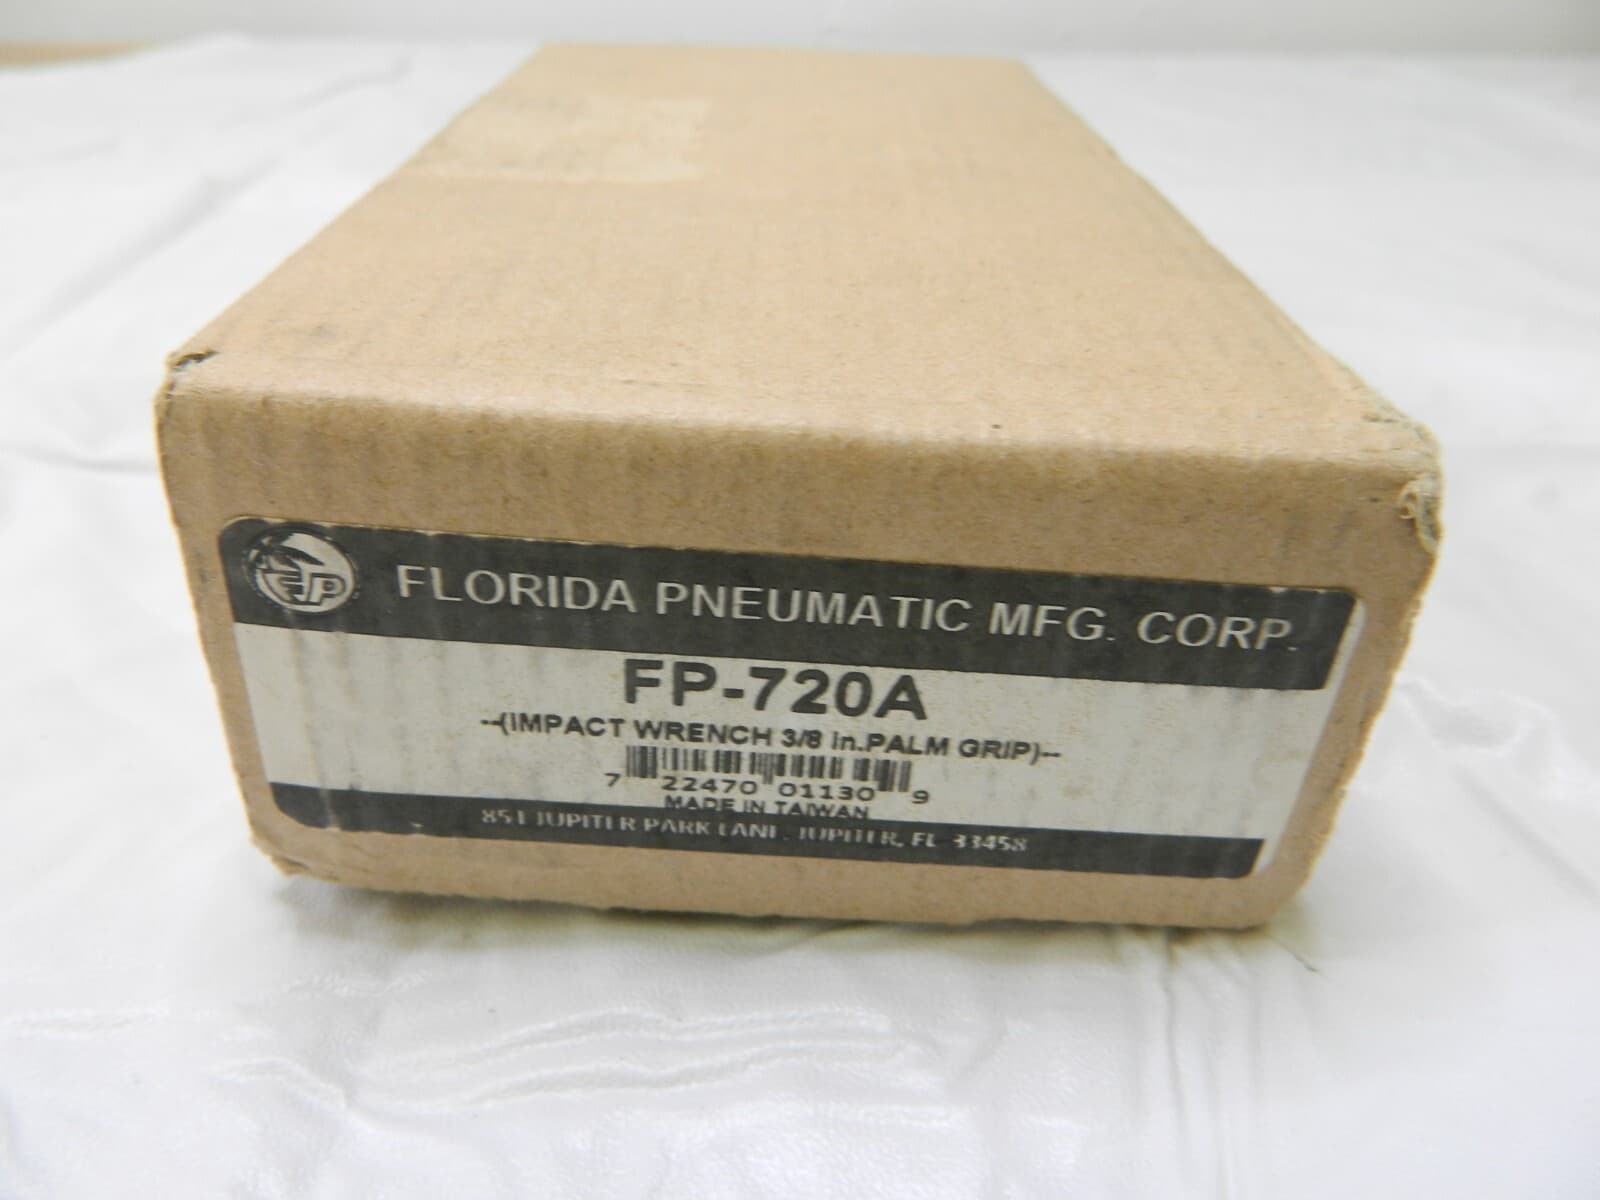 FP
FLORIDA PNEUMATIC MFG. CORP.
FP-720A
--(IMPACT WRENCH 3/8 in.PALM GRIP)--
7 22470 01130 9
MADE IN TAIWAN
851 JUPITER PARK LANE, JUPITER, FL 33458